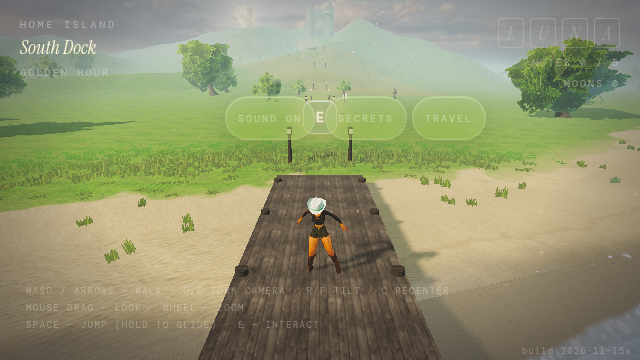 HOME ISLAND
South Dock
GOLDEN HOUR
L U N A
SOUND ON
E
SECRETS
TRAVEL
WASD / ARROWS — WALK · Q/E TURN CAMERA · R/F TILT · C RECENTER
MOUSE DRAG — LOOK · WHEEL — ZOOM
SPACE — JUMP (HOLD TO GLIDE) · E — INTERACT
build 2026-11-15a